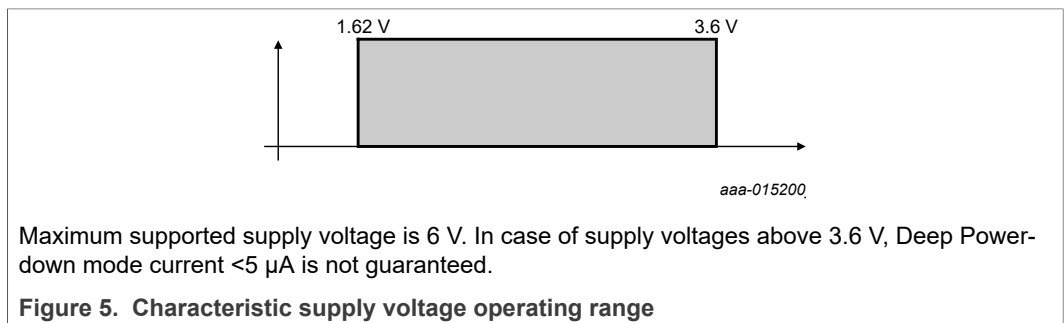 1.62 V 3.6 V
aaa-015200
Maximum supported supply voltage is 6 V. In case of supply voltages above 3.6 V, Deep Power-
down mode current <5 µA is not guaranteed.
Figure 5. Characteristic supply voltage operating range